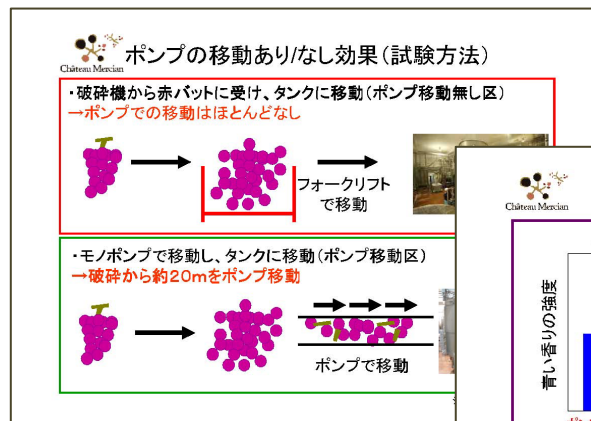 Château Mercian
ポンプの移動あり/なし効果(試験方法)
・破砕機から赤バットに受け、タンクに移動(ポンプ移動無し区)
→ポンプでの移動はほとんどなし
フォークリフト
で移動
・モノポンプで移動し、タンクに移動(ポンプ移動区)
→破砕から約20mをポンプ移動
ポンプで移動
Château Mercian
青い香りの強度